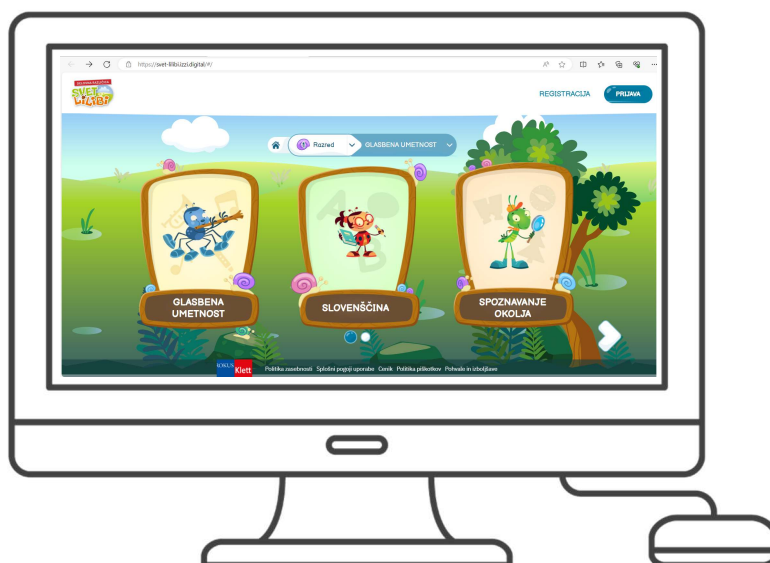 https://svet-lilibi.izzi.digital/#/
SVET
LILIBI
REGISTRACIJA
PRIJAVA
Razred
GLASBENA UMETNOST
GLASBENA
UMETNOST
SLOVENŠČINA
SPOZNAVANJE
OKOLJA
ROKUS
Klett
Politika zasebnosti Splošni pogoji uporabe Cenik Politika piškotkov Pohvale in izboljšave